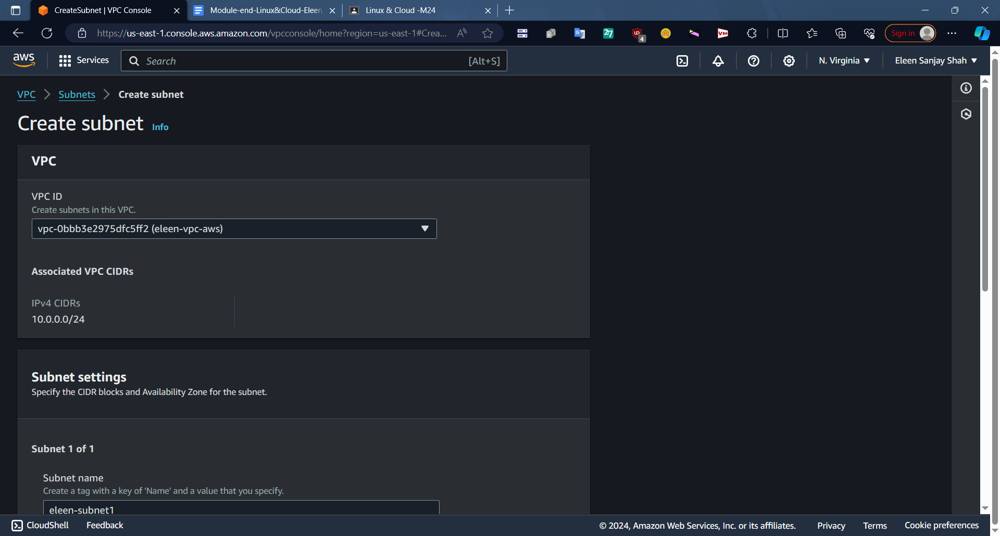 CreateSubnet | VPC Console
Module-end-Linux&Cloud-Eleen
Linux & Cloud -M24
https://us-east-1.console.aws.amazon.com/vpcconsole/home?region=us-east-1#Crea...
27
4
VM
Sign in
aws
Services
Search
[Alt+S]
N. Virginia
Eleen Sanjay Shah
VPC
Subnets
Create subnet
Create subnet Info
VPC
VPC ID
Create subnets in this VPC.
vpc-0bbb3e2975dfc5ff2 (eleen-vpc-aws)
Associated VPC CIDRs
IPv4 CIDRs
10.0.0.0/24
Subnet settings
Specify the CIDR blocks and Availability Zone for the subnet.
Subnet 1 of 1
Subnet name
Create a tag with a key of 'Name' and a value that you specify.
eleen-subnet1
CloudShell
Feedback
© 2024, Amazon Web Services, Inc. or its affiliates.
Privacy
Terms
Cookie preferences